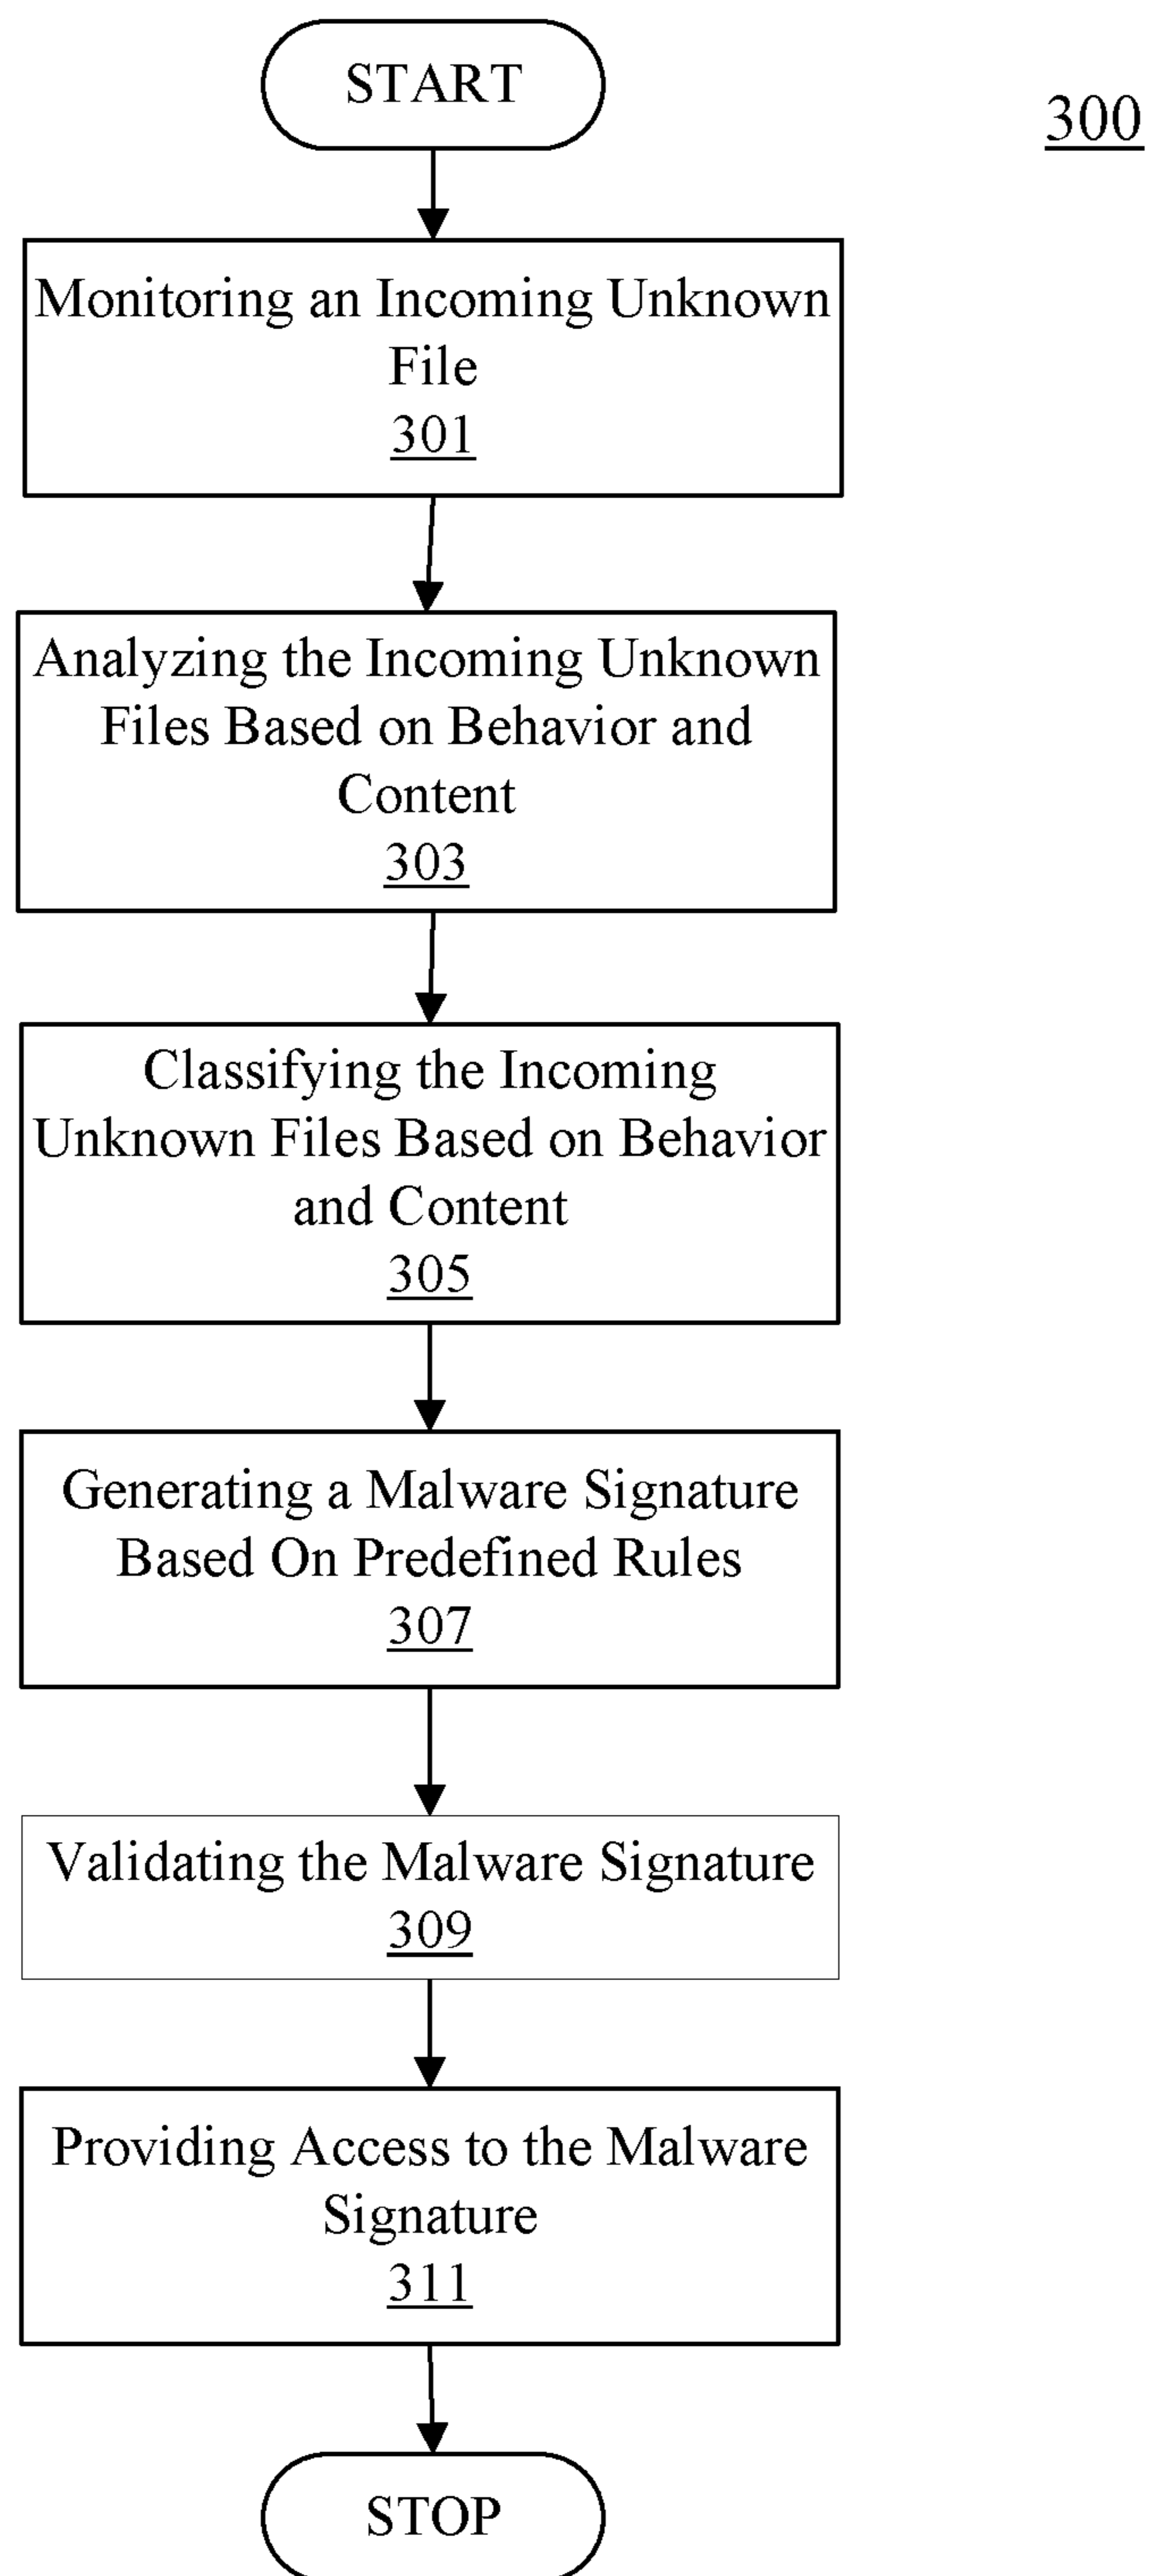 START
300
Monitoring an Incoming Unknown
File
301
Analyzing the Incoming Unknown
Files Based on Behavior and
Content
303
Classifying the Incoming
Unknown Files Based on Behavior
and Content
305
Generating a Malware Signature
Based On Predefined Rules
307
Validating the Malware Signature
309
Providing Access to the Malware
Signature
311
STOP